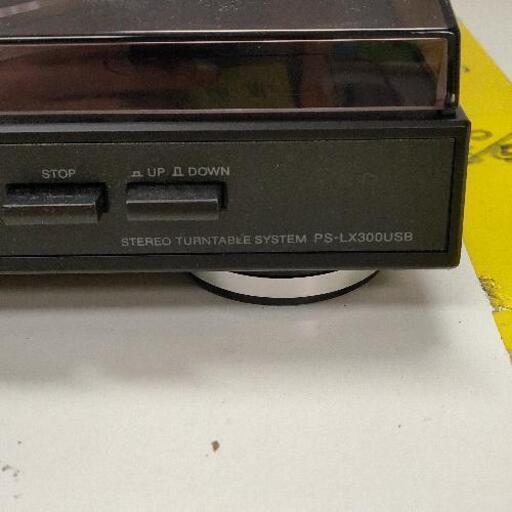 STOP UP DOWN
STEREO TURNTABLE SYSTEM PS-LX300USB